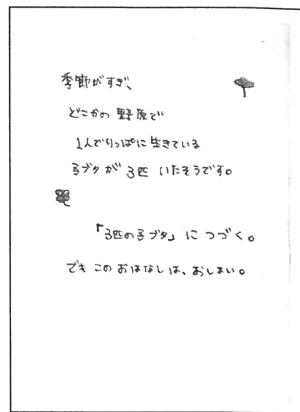 季節がすぎ、
どこかの野原で
1人でりっぱに生きている
子ブタが3匹いたそうです。
「3匹の子ブタ」につづく。
でもこのおはなしは、おしまい。